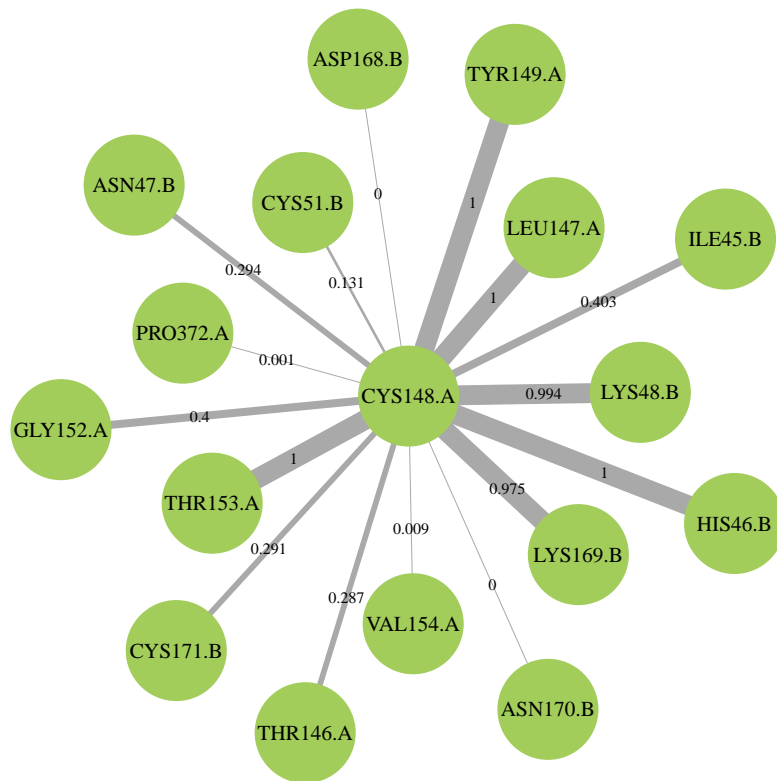 ASP168.B
TYR149.A
ASN47.B
0
CYS51.B
1
LEU147.A
ILE45.B
0.294
0.131
1
0.403
PRO372.A
0.001
CYS148.A
0.994
LYS48.B
GLY152.A
0.4
THR153.A
1
0.975
1
HIS46.B
0.291
0.009
LYS169.B
0.287
0
CYS171.B
VAL154.A
THR146.A
ASN170.B